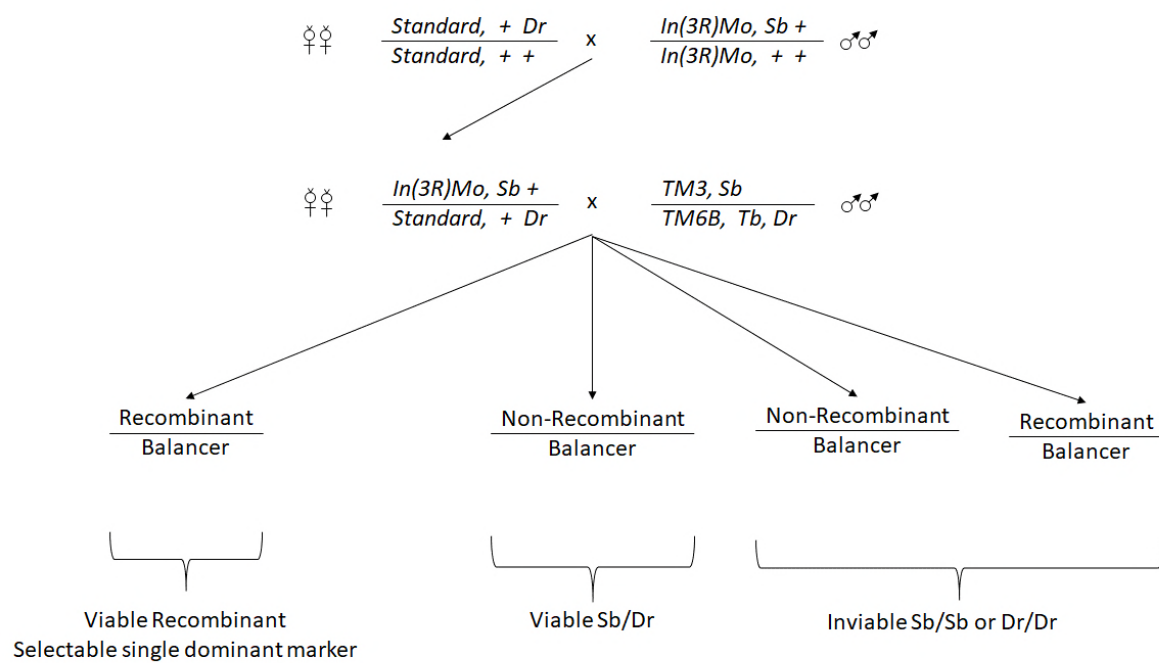 ☿☿ Standard, + Dr x In(3R)Mo, Sb + ♂♂
Standard, + + In(3R)Mo, + +
☿☿ In(3R)Mo, Sb + x TM3, Sb ♂♂
Standard, + Dr TM6B, Tb, Dr
Recombinant
Balancer
Non-Recombinant
Balancer
Non-Recombinant
Balancer
Recombinant
Balancer
Viable Recombinant
Selectable single dominant marker
Viable Sb/Dr
Inviable Sb/Sb or Dr/Dr